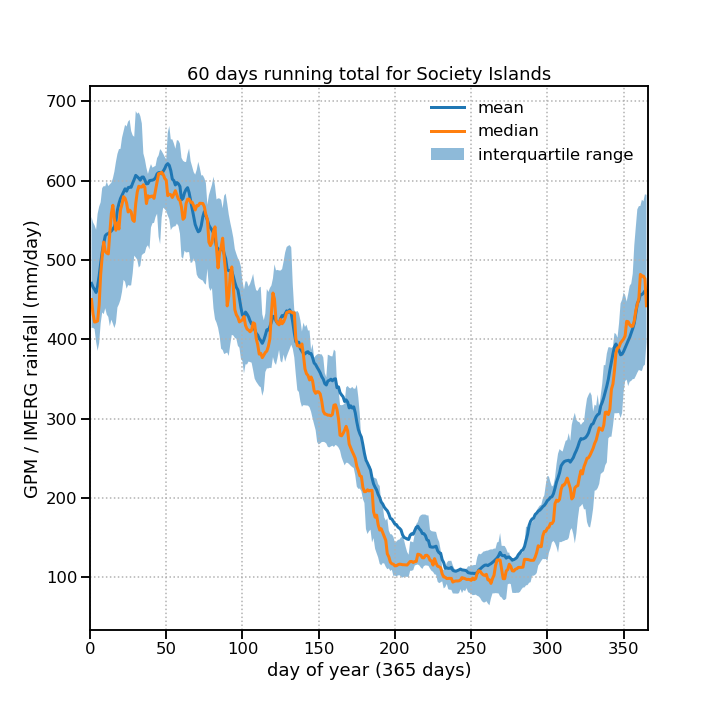 60 days running total for Society Islands
mean
median
interquartile range
GPM / IMERG rainfall (mm/day)
700
600
500
400
300
200
100
0 50 100 150 200 250 300 350
day of year (365 days)